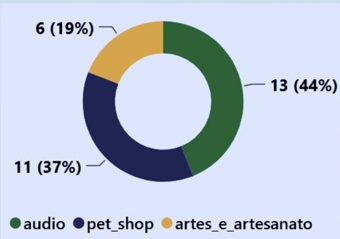 6 (19%)
13 (44%)
11 (37%)
audio pet_shop artes_e_artesanato